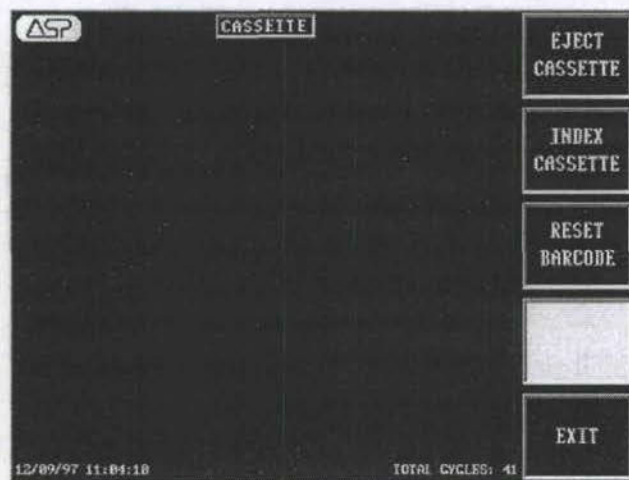 ASP
CASSETTE
EJECT
CASSETTE
INDEX
CASSETTE
RESET
BARCODE
EXIT
12/09/97 11:04:10
TOTAL CYCLES: 41